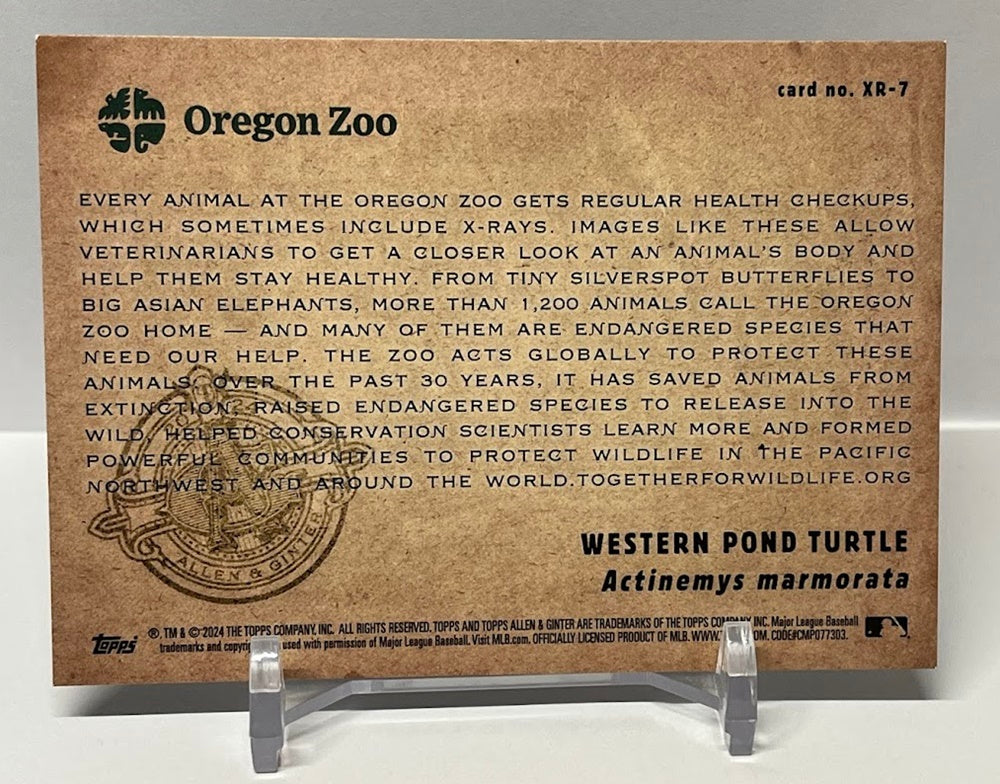 card no. XR-7
Oregon Zoo
EVERY ANIMAL AT THE OREGON ZOO GETS REGULAR HEALTH CHECKUPS,
WHICH SOMETIMES INCLUDE X-RAYS. IMAGES LIKE THESE ALLOW
VETERINARIANS TO GET A CLOSER LOOK AT AN ANIMAL'S BODY AND
HELP THEM STAY HEALTHY. FROM TINY SILVERSPOT BUTTERFLIES TO
BIG ASIAN ELEPHANTS, MORE THAN 1,200 ANIMALS CALL THE OREGON
ZOO HOME — AND MANY OF THEM ARE ENDANGERED SPECIES THAT
NEED OUR HELP. THE ZOO ACTS GLOBALLY TO PROTECT THESE
ANIMALS. OVER THE PAST 30 YEARS, IT HAS SAVED ANIMALS FROM
EXTINCTION, RAISED ENDANGERED SPECIES TO RELEASE INTO THE
WILD, HELPED CONSERVATION SCIENTISTS LEARN MORE AND FORMED
POWERFUL COMMUNITIES TO PROTECT WILDLIFE IN THE PACIFIC
NORTHWEST AND AROUND THE WORLD.TOGETHERFORWILDLIFE.ORG
ALLEN & GINTER
WESTERN POND TURTLE
Actinemys marmorata
Topps
®, TM & © 2024 THE TOPPS COMPANY, INC. ALL RIGHTS RESERVED. TOPPS AND TOPPS ALLEN & GINTER ARE TRADEMARKS OF THE TOPPS COMPANY, INC. Major League Baseball
trademarks and used with permission of Major League Baseball. Visit MLB.com. OFFICIALLY LICENSED PRODUCT OF MLB. CODE#CMP077303.